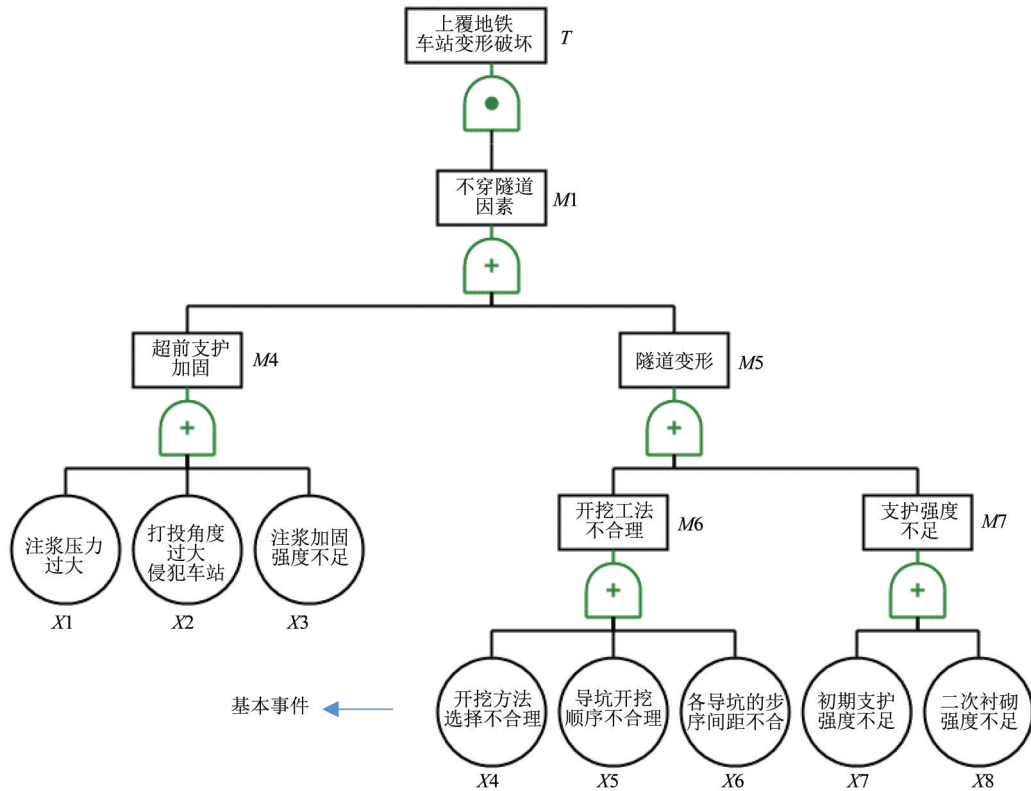 上覆地铁
车站变形破坏
T
不穿隧道
因素
M1
超前支护
加固
M4
隧道变形
M5
开挖工法
不合理
M6
支护强度
不足
M7
注浆压力
过大
打投角度
过大
侵犯车站
注浆加固
强度不足
X1
X2
X3
基本事件
开挖方法
选择不合理
导坑开挖
顺序不合理
各导坑的步
序间距不合
初期支护
强度不足
二次衬砌
强度不足
X4
X5
X6
X7
X8